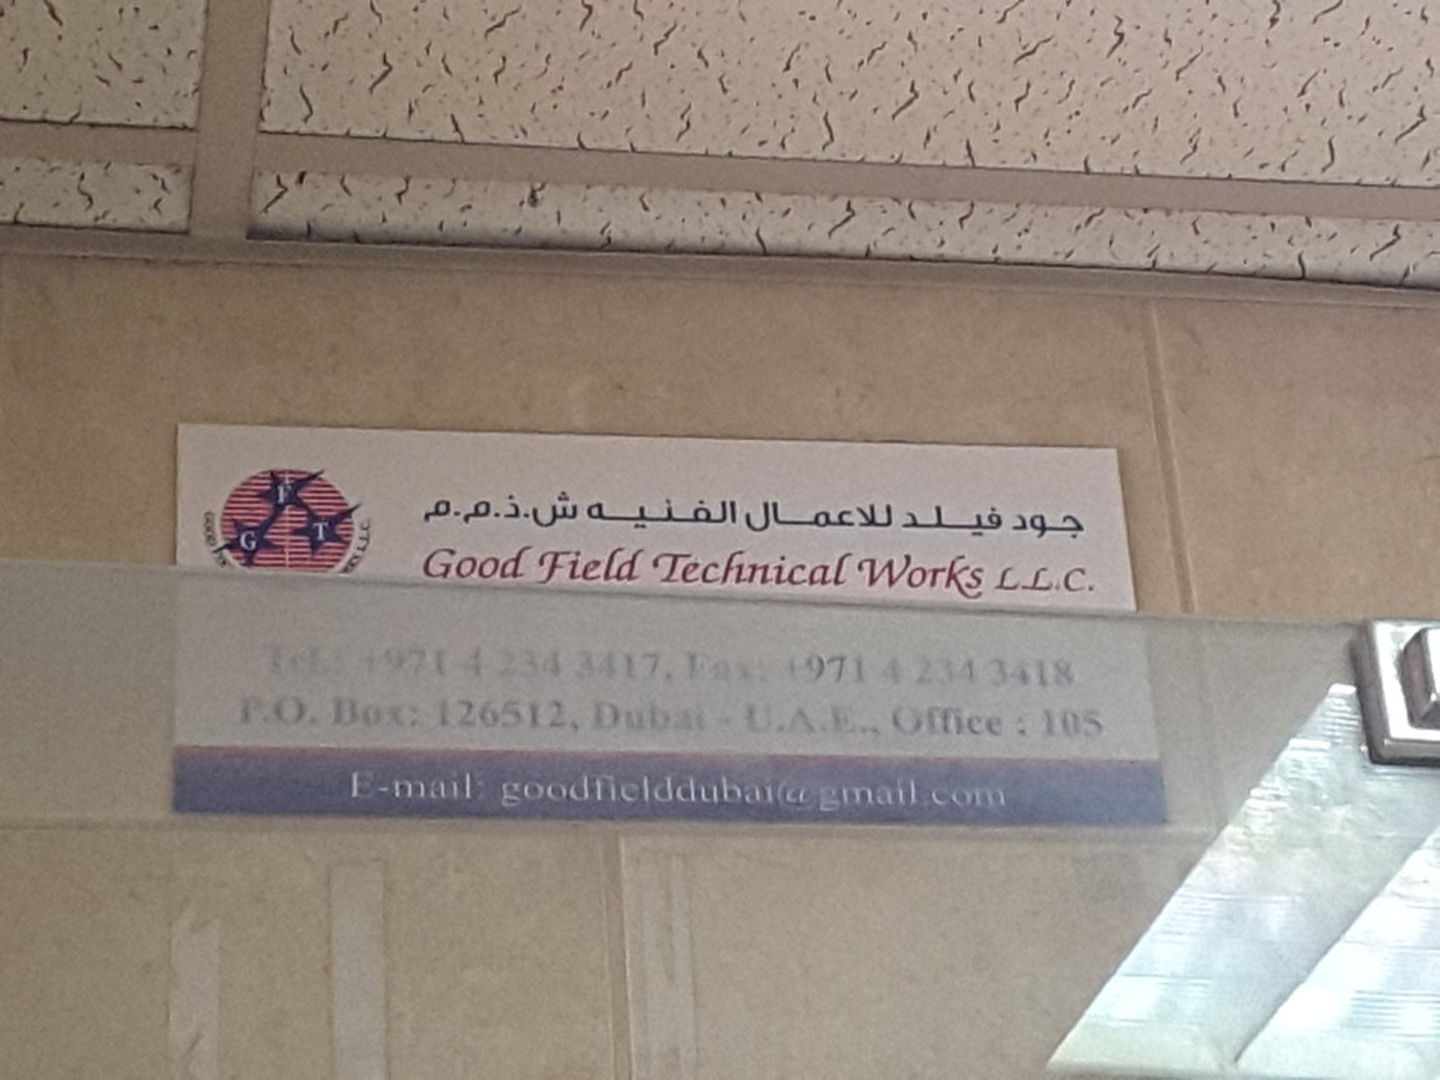 جود فيلد للاعمال الفنيه ش.ذ.م.م
Good Field Technical Works L.L.C.
F
G T
Tel.: +971 4 234 3417, Fax: +971 4 234 3418
P.O. Box: 126512, Dubai - U.A.E., Office : 105
E-mail: goodfielddubai@gmail.com